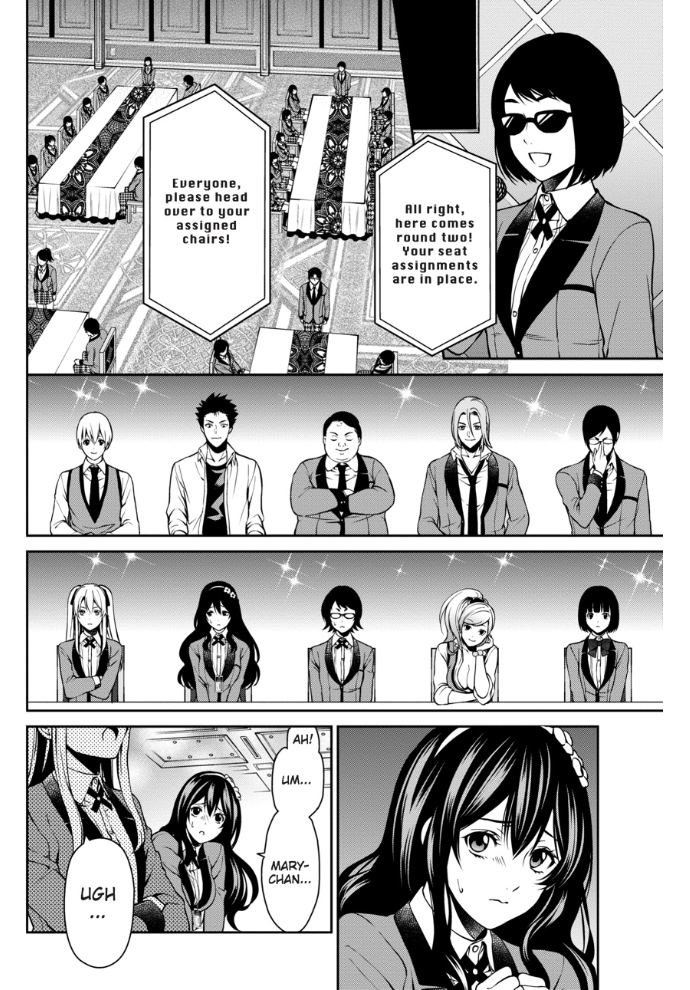 All right,
here comes
round two!
Your seat
assignments
are in place.
Everyone,
please head
over to your
assigned
chairs!
AH!
UM...
MARY-
CHAN...
UGH
...